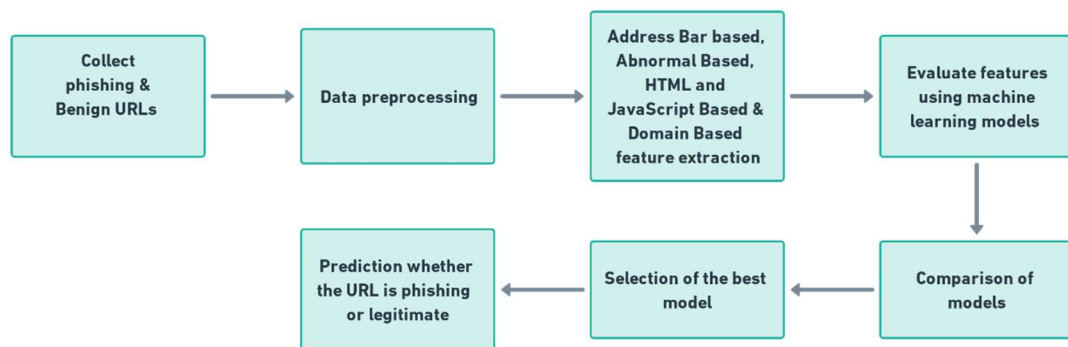 Collect
phishing &
Benign URLs
Data preprocessing
Address Bar based,
Abnormal Based,
HTML and
JavaScript Based &
Domain Based
feature extraction
Evaluate features
using machine
learning models
Comparison of
models
Selection of the best
model
Prediction whether
the URL is phishing
or legitimate